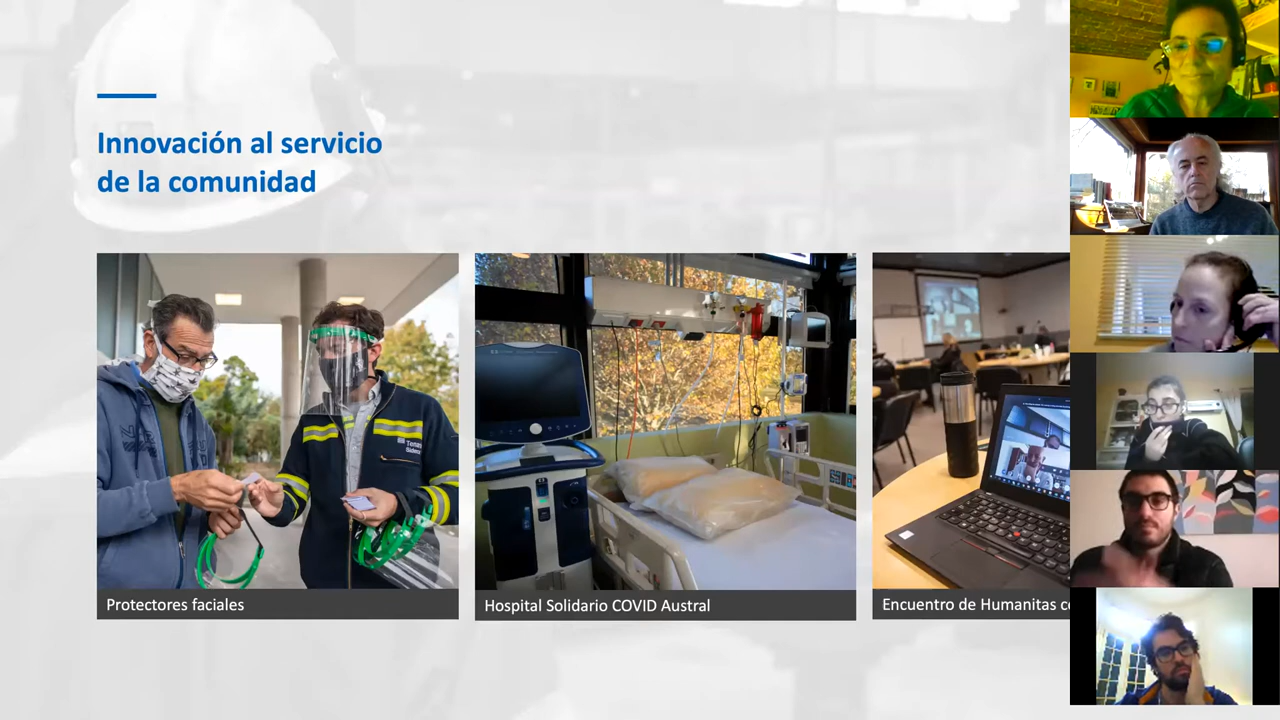 Innovación al servicio
de la comunidad
Protectores faciales
Hospital Solidario COVID Austral
Encuentro de Humanitas